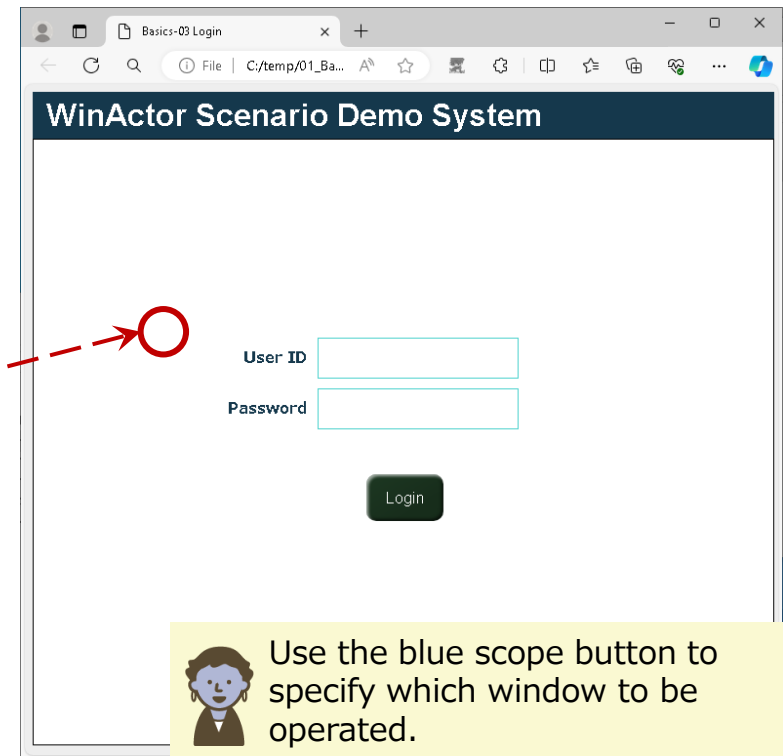 Basics-03 Login
File | C:/temp/01_Ba...
WinActor Scenario Demo System
User ID
Password
Login
Use the blue scope button to
specify which window to be
operated.